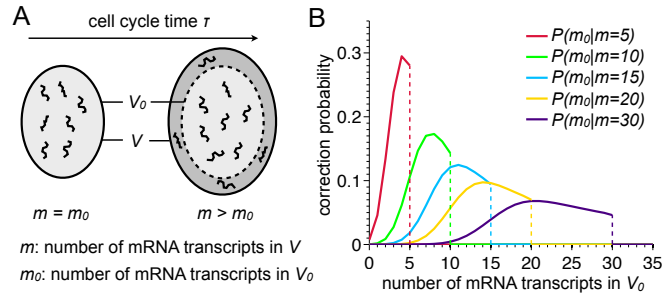 A
cell cycle time τ
V₀
V
m = m₀
m > m₀
m: number of mRNA transcripts in V
m₀: number of mRNA transcripts in V₀
B
correction probability
0.3
0.2
0.1
0
0 5 10 15 20 25 30 35
number of mRNA transcripts in V₀
P(m₀|m=5)
P(m₀|m=10)
P(m₀|m=15)
P(m₀|m=20)
P(m₀|m=30)